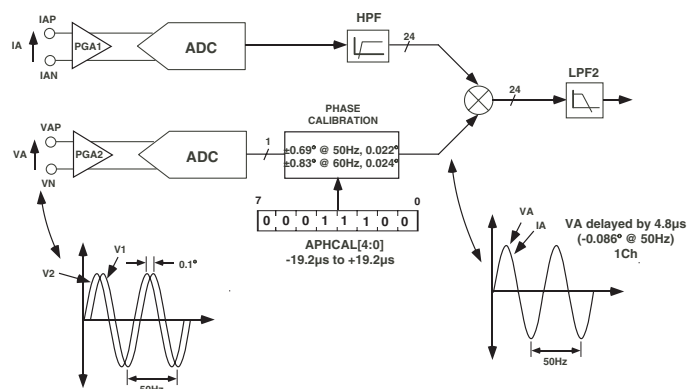 IAP
IA
IAN
PGA1
ADC
HPF
24
24
LPF2
VAP
VA
VN
PGA2
ADC
1
PHASE
CALIBRATION
±0.69° @ 50Hz, 0.022°
±0.83° @ 60Hz, 0.024°
7
0
0 0 0 1 1 1 0 0
APHCAL[4:0]
-19.2µs to +19.2µs
V2
V1
0.1°
50Hz
VA
IA
VA delayed by 4.8µs
(-0.086° @ 50Hz)
1Ch
50Hz